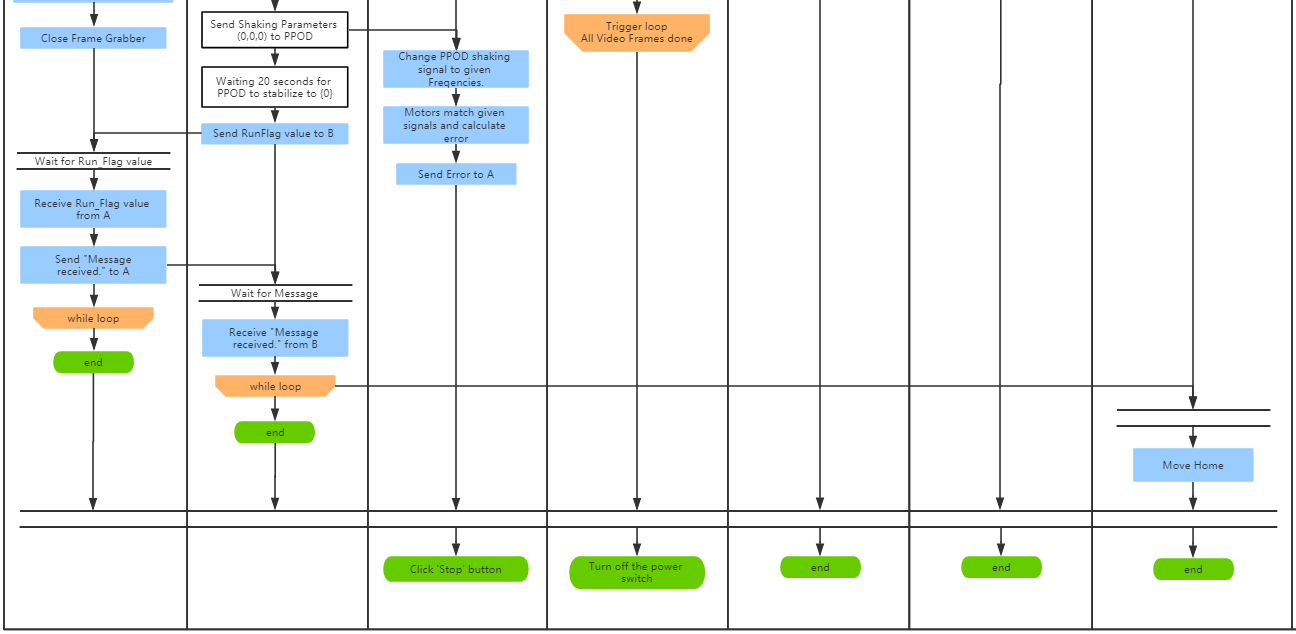 Close Frame Grabber
Wait for Run_Flag value
Receive Run_Flag value
from A
Send "Message
received." to A
while loop
end
Send Shaking Parameters
(0,0,0) to PPOD
Waiting 20 seconds for
PPOD to stabilize to {0}
Send RunFlag value to B
Wait for Message
Receive "Message
received." from B
while loop
end
Change PPOD shaking
signal to given
Freqencies.
Motors match given
signals and calculate
error
Send Error to A
Click 'Stop' button
Trigger loop
All Video Frames done
Turn off the power
switch
end
end
Move Home
end